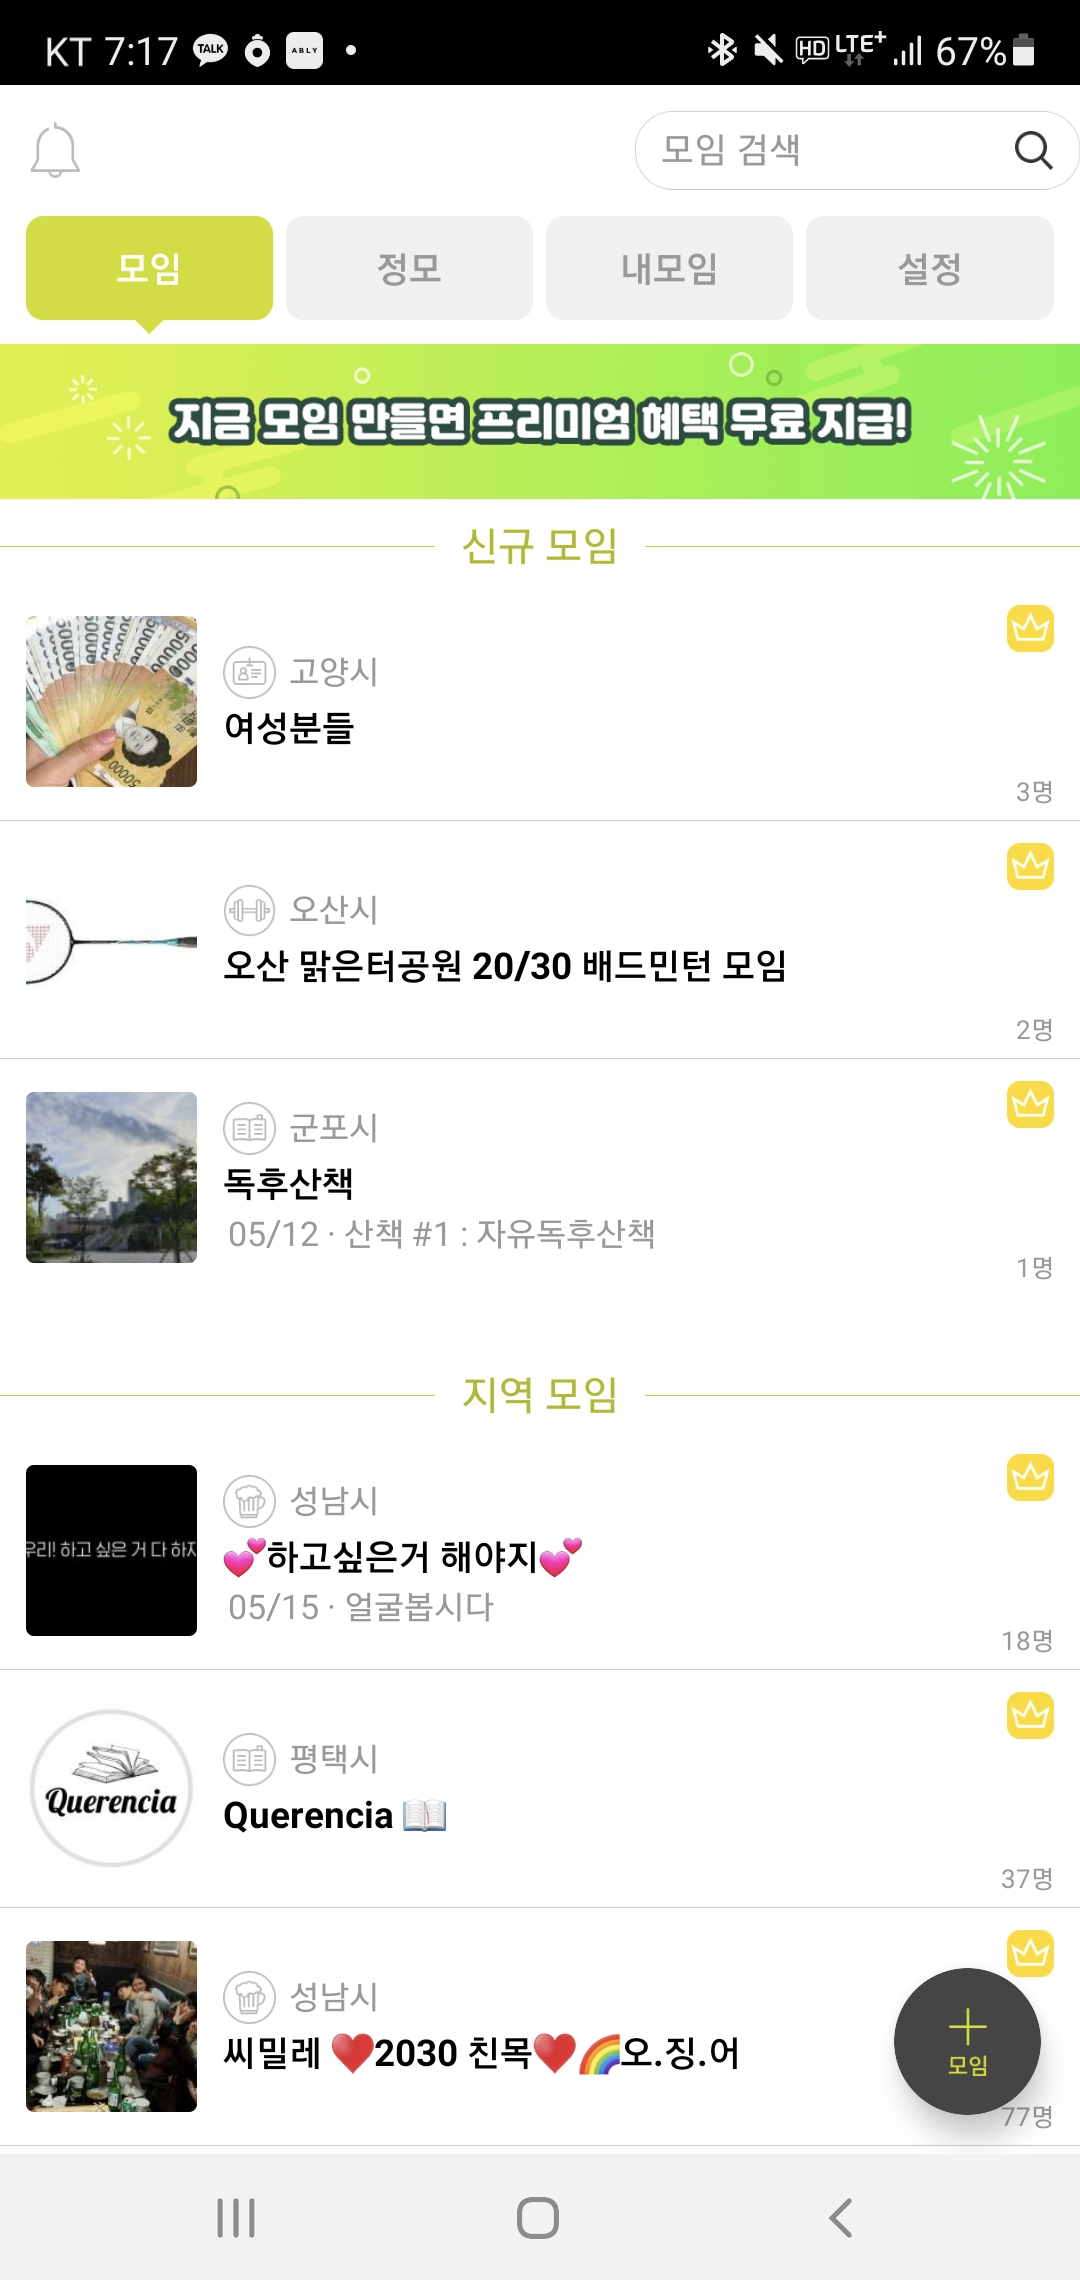 KT 7:17 TALK ABLY HD LTE+ 67%
모임 검색
모임 정모 내모임 설정
지금 모임 만들면 프리미엄 혜택 무료 지급!
신규 모임
고양시
여성분들
50000
3명
오산시
오산 맑은터공원 20/30 배드민턴 모임
2명
군포시
독후산책
05/12 · 산책 #1 : 자유독후산책
1명
지역 모임
성남시
우리! 하고 싶은 거 다 하자
💕하고싶은거 해야지💕
05/15 · 얼굴봅시다
18명
평택시
Querencia
Querencia 📖
37명
성남시
씨밀레 ❤️2030 친목❤️🌈오.징.어
모임
77명